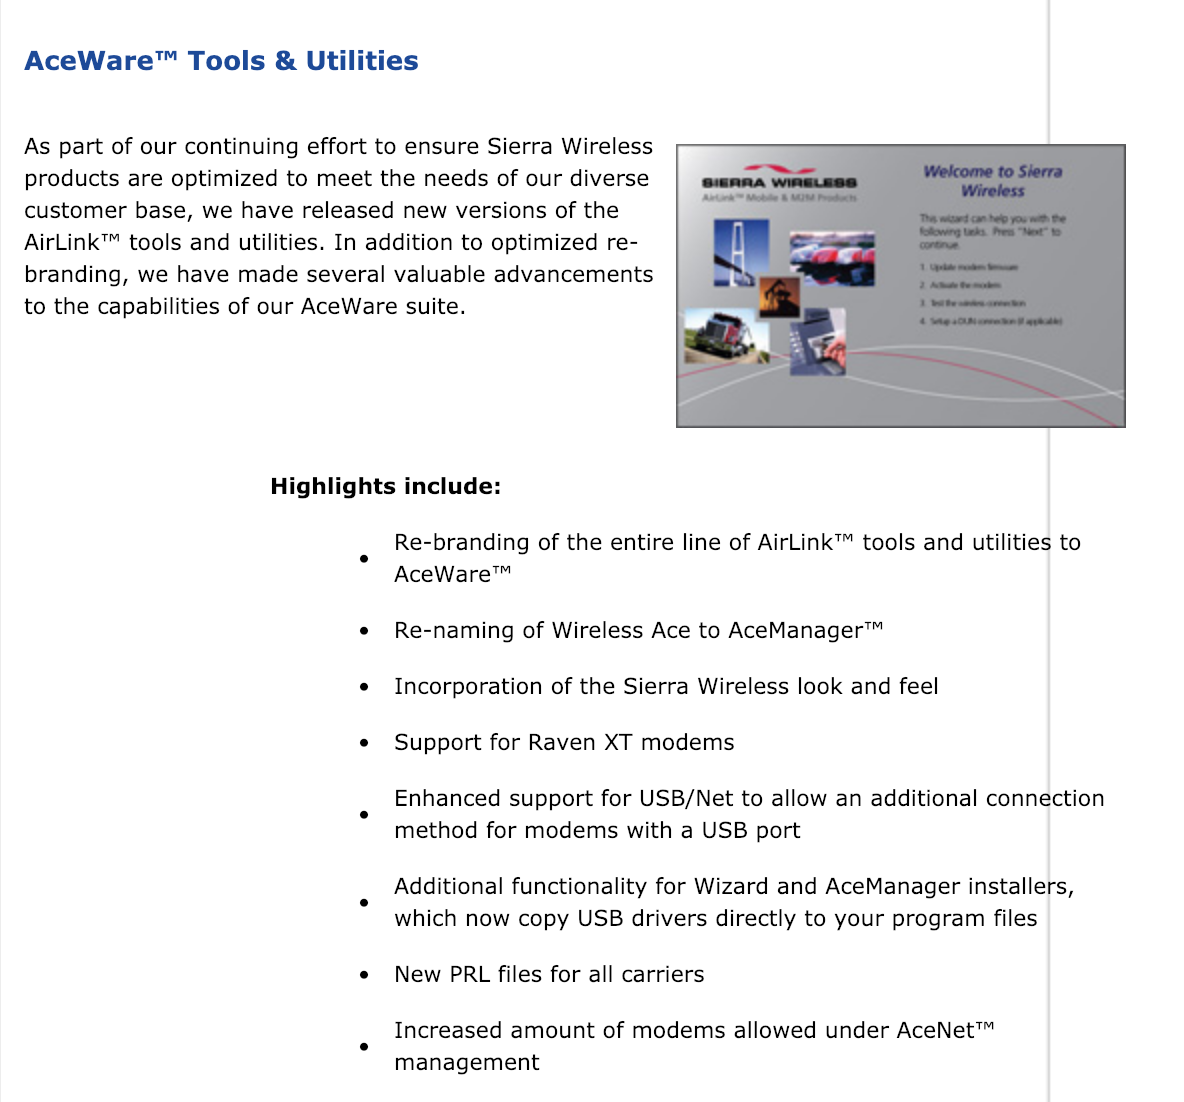 AceWare™ Tools & Utilities
As part of our continuing effort to ensure Sierra Wireless
products are optimized to meet the needs of our diverse
customer base, we have released new versions of the
AirLink™ tools and utilities. In addition to optimized re-
branding, we have made several valuable advancements
to the capabilities of our AceWare suite.
SIERRA WIRELESS
AirLink™ Mobile & M2M Products
Welcome to Sierra
Wireless
This wizard can help you with the
following tasks. Press "Next" to
continue.
1. Update modem firmware
2. Activate the modem
3. Test the wireless connection
4. Setup a DUN connection (if applicable)
Highlights include:
• Re-branding of the entire line of AirLink™ tools and utilities to
AceWare™
• Re-naming of Wireless Ace to AceManager™
• Incorporation of the Sierra Wireless look and feel
• Support for Raven XT modems
• Enhanced support for USB/Net to allow an additional connection
method for modems with a USB port
• Additional functionality for Wizard and AceManager installers,
which now copy USB drivers directly to your program files
• New PRL files for all carriers
• Increased amount of modems allowed under AceNet™
management